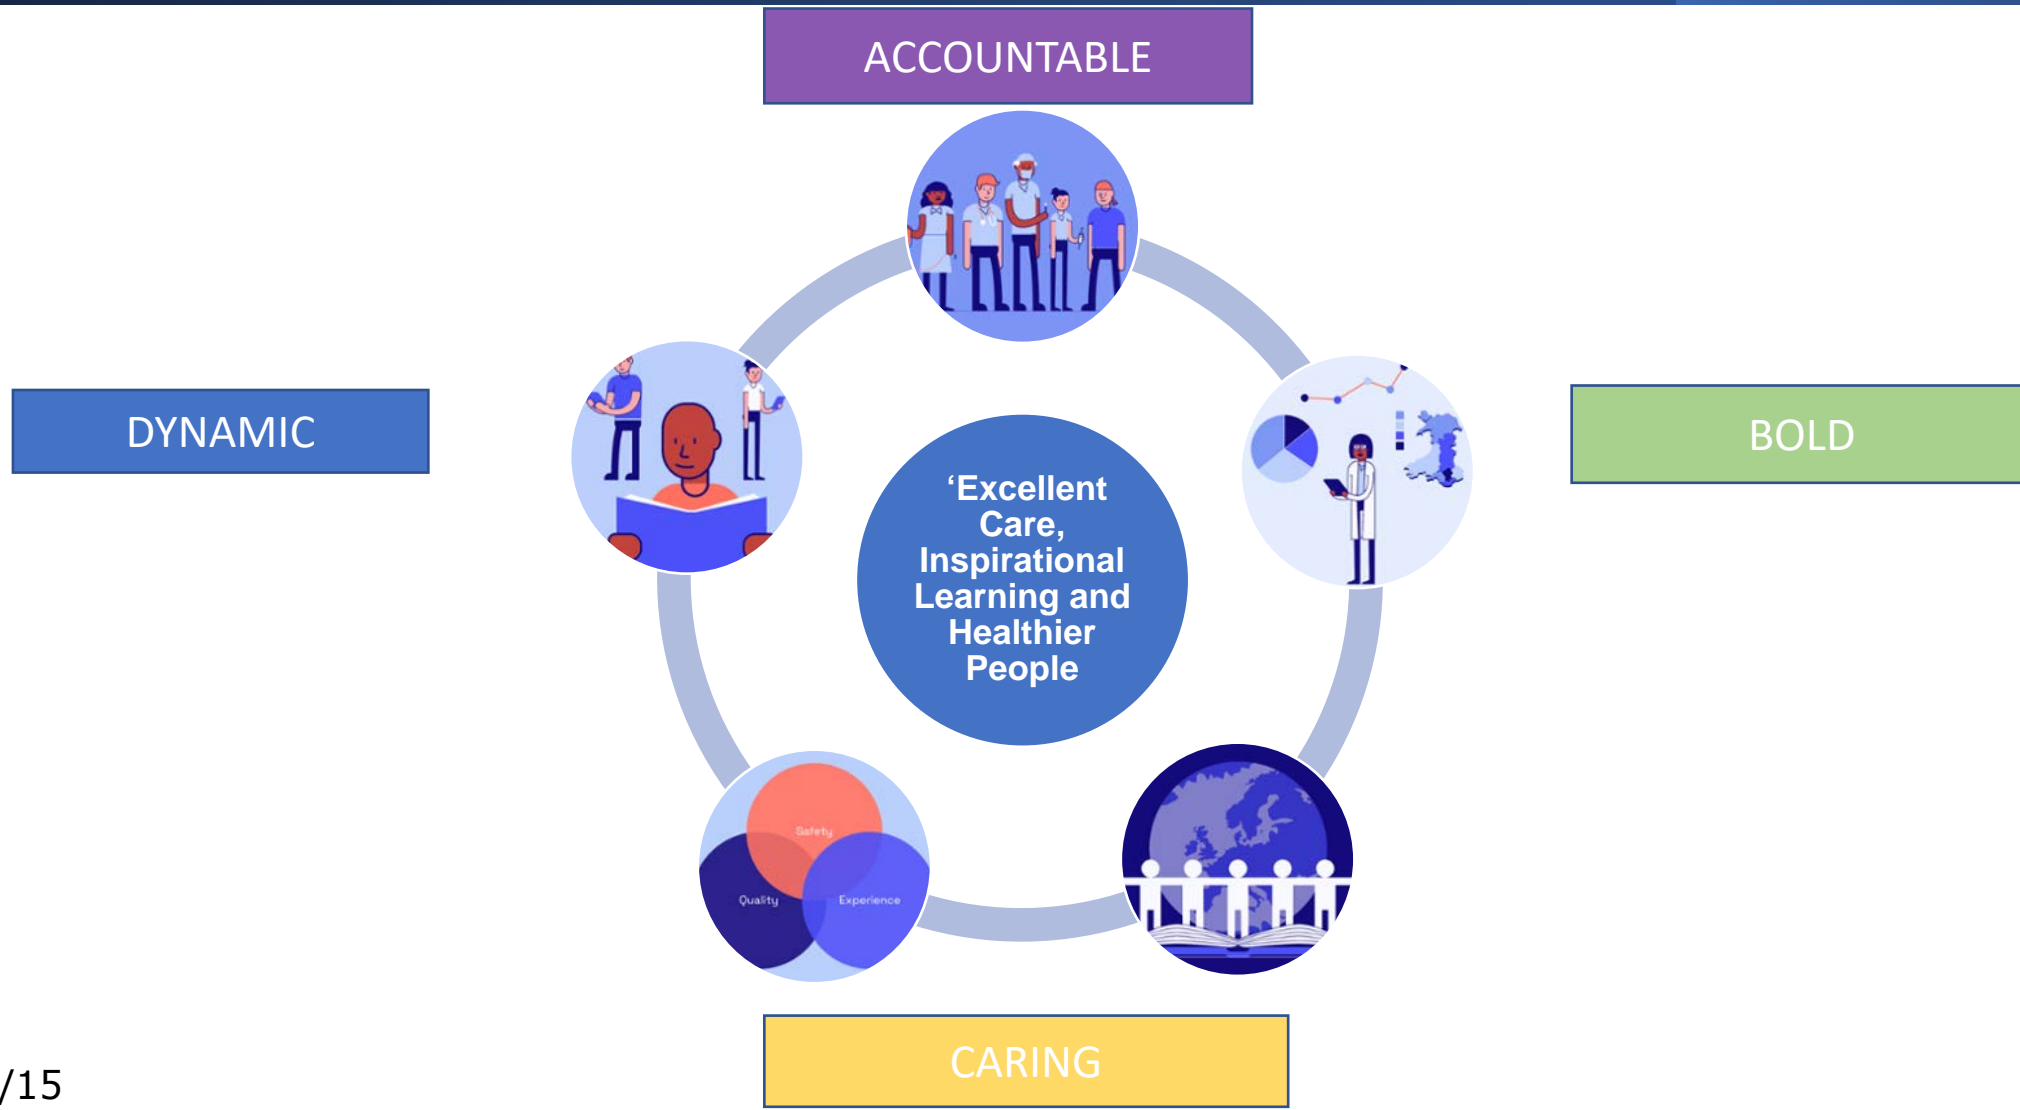 ACCOUNTABLE
DYNAMIC
BOLD
‘Excellent
Care,
Inspirational
Learning and
Healthier
People
Safety
Quality
Experience
CARING
/15